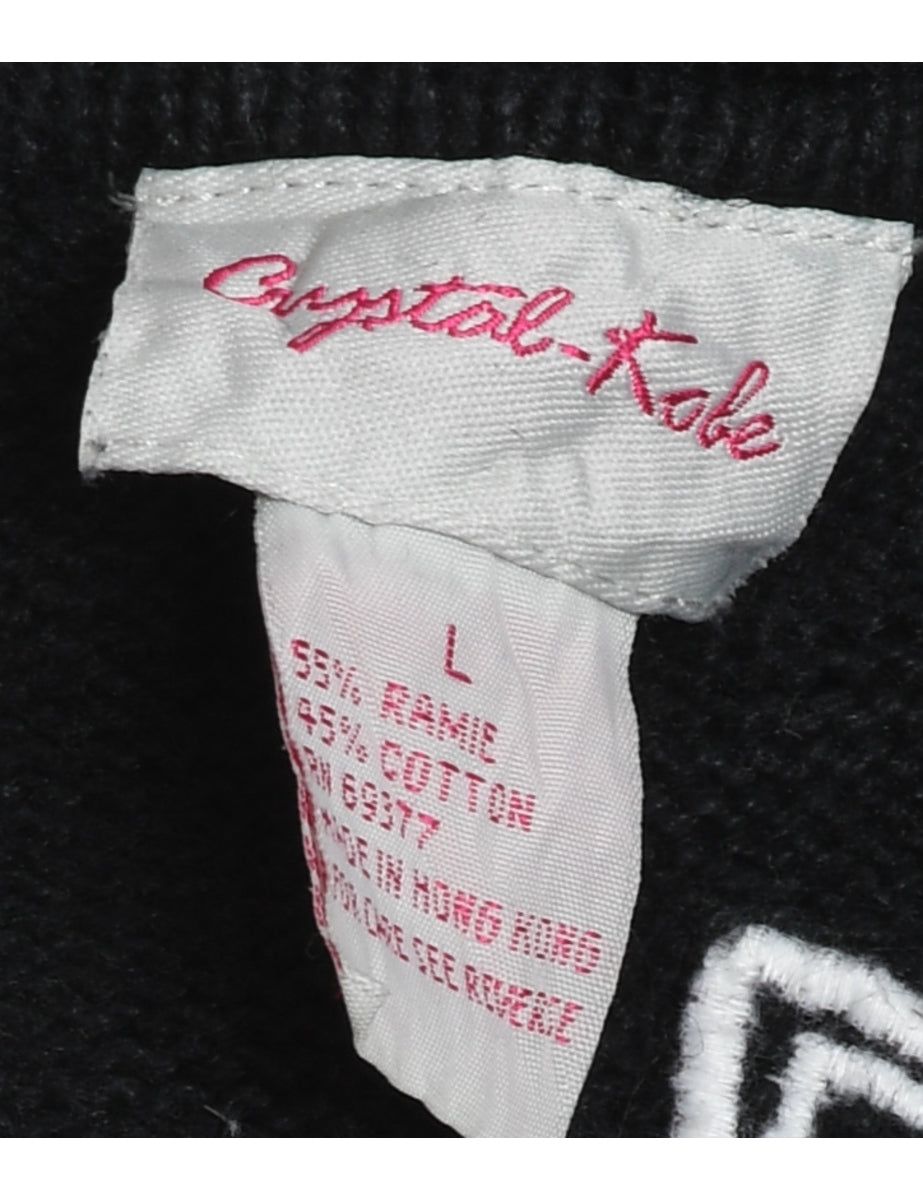 Crystal-Kobe
L
55% RAMIE
45% COTTON
RN 69377
MADE IN HONG KONG
FOR CARE SEE REVERSE